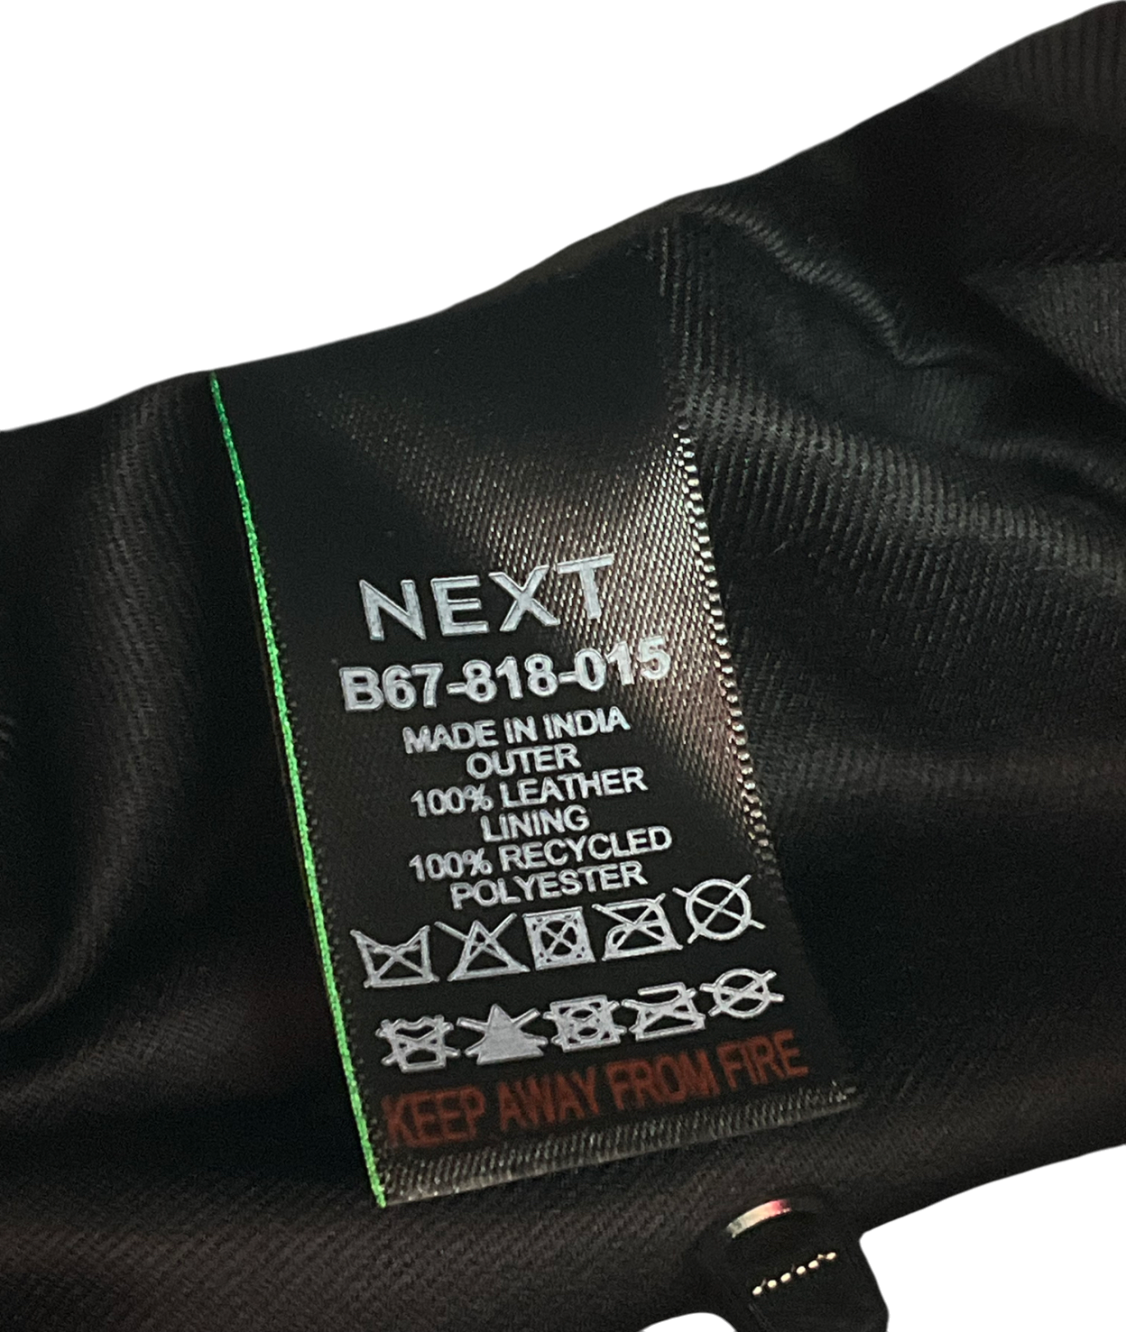 NEXT
B67-818-015
MADE IN INDIA
OUTER
100% LEATHER
LINING
100% RECYCLED
POLYESTER
KEEP AWAY FROM FIRE